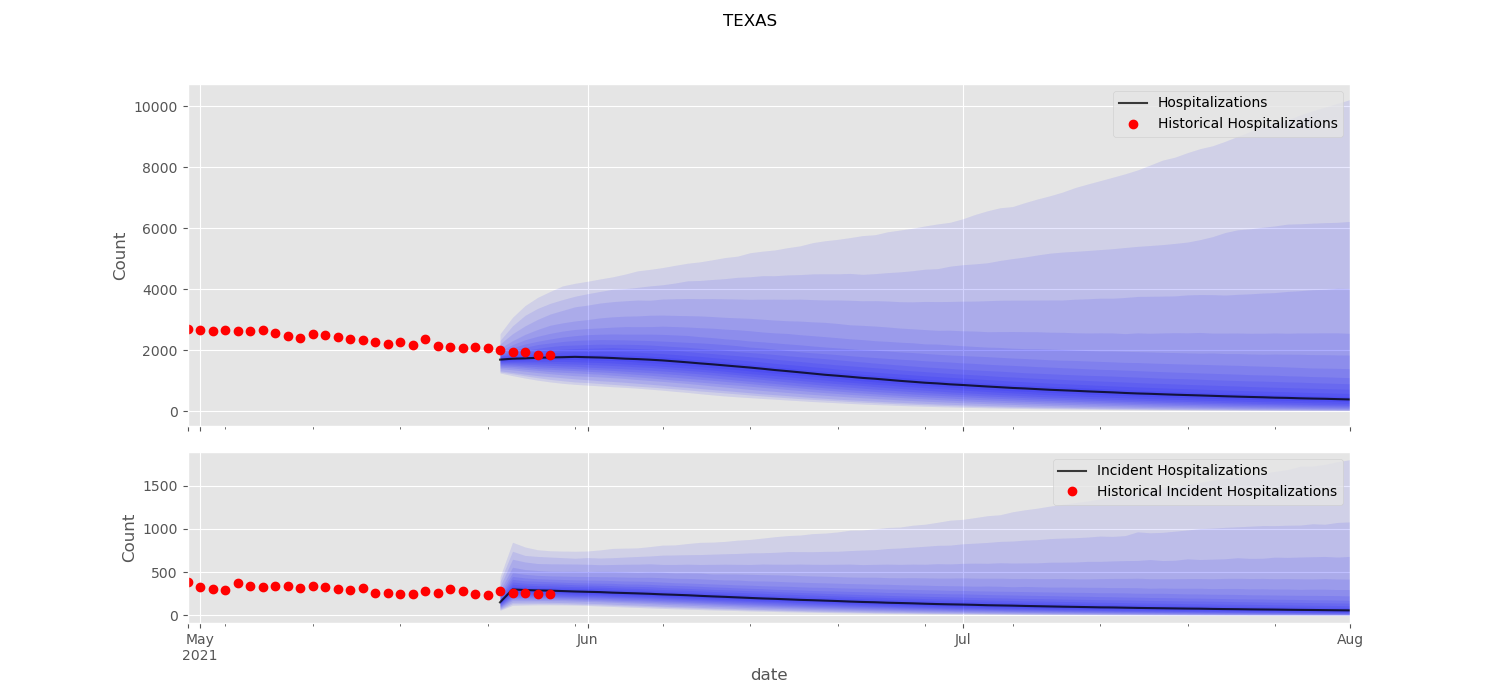 TEXAS
10000
8000
6000
4000
2000
0
Count
Hospitalizations
Historical Hospitalizations
1500
1000
500
0
Count
Incident Hospitalizations
Historical Incident Hospitalizations
May
2021
Jun
Jul
Aug
date